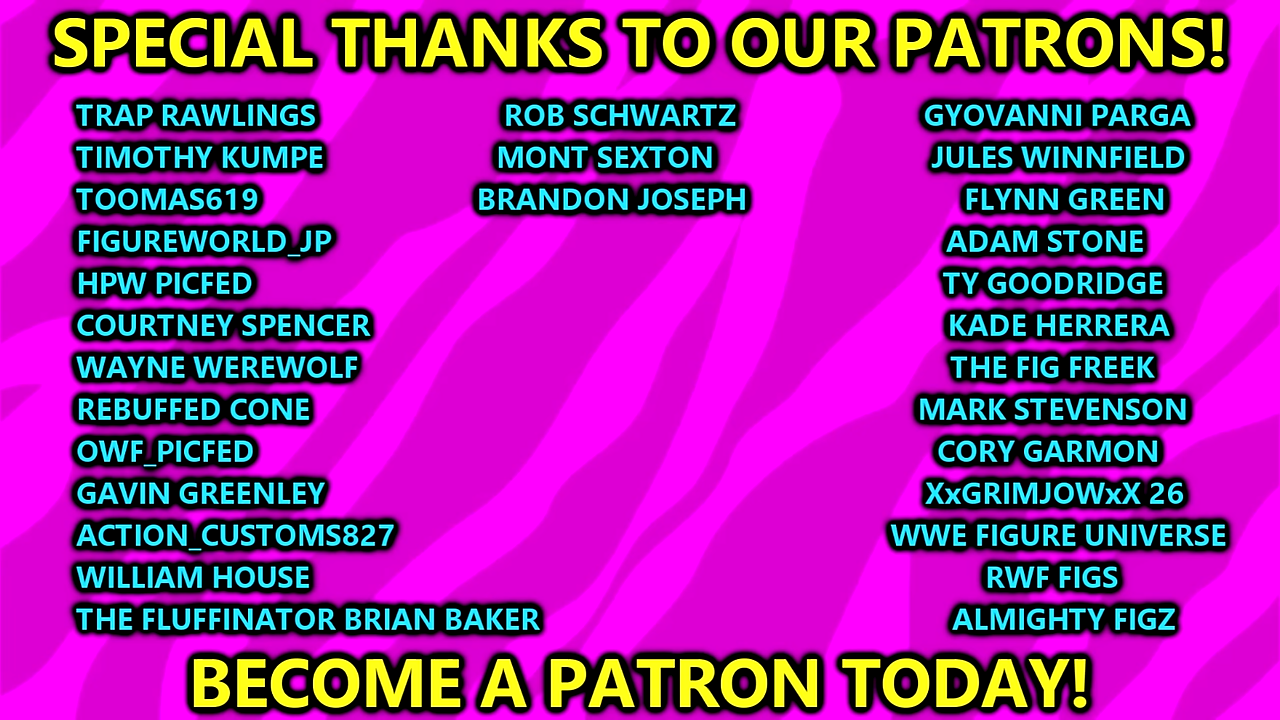 SPECIAL THANKS TO OUR PATRONS!
TRAP RAWLINGS
TIMOTHY KUMPE
TOOMAS619
FIGUREWORLD_JP
HPW PICFED
COURTNEY SPENCER
WAYNE WEREWOLF
REBUFFED CONE
OWF_PICFED
GAVIN GREENLEY
ACTION_CUSTOMS827
WILLIAM HOUSE
THE FLUFFINATOR BRIAN BAKER
ROB SCHWARTZ
MONT SEXTON
BRANDON JOSEPH
GYOVANNI PARGA
JULES WINNFIELD
FLYNN GREEN
ADAM STONE
TY GOODRIDGE
KADE HERRERA
THE FIG FREEK
MARK STEVENSON
CORY GARMON
XxGRIMJOWxX 26
WWE FIGURE UNIVERSE
RWF FIGS
ALMIGHTY FIGZ
BECOME A PATRON TODAY!